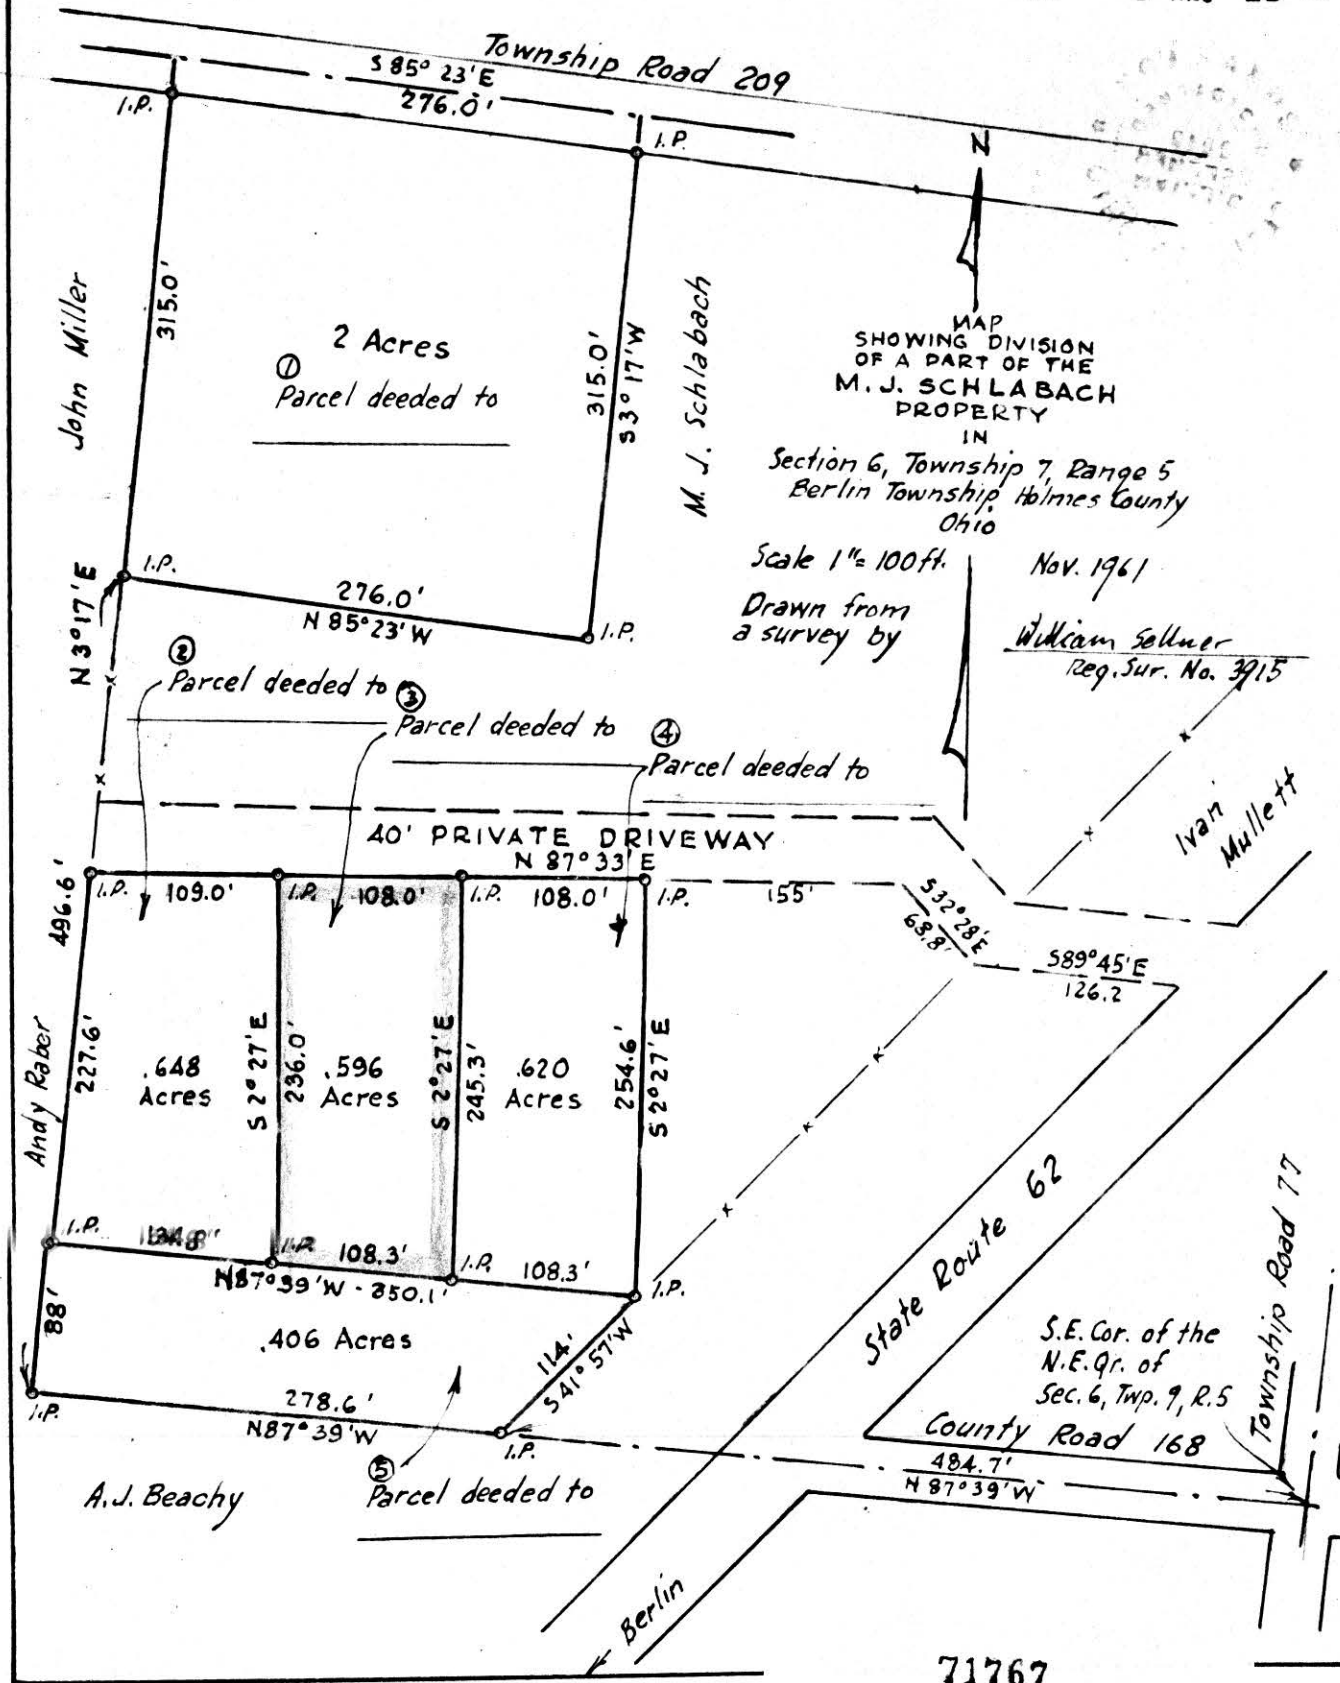 Township Road 209
S 85° 23' E
276.0'
I.P.
I.P.
N
John Miller
315.0'
2 Acres
①
Parcel deeded to
315.0'
S 3° 17' W
M. J. Schlabach
MAP
SHOWING DIVISION
OF A PART OF THE
M. J. SCHLABACH
PROPERTY
IN
Section 6, Township 7, Range 5
Berlin Township, Holmes County
Ohio
Scale 1"= 100 ft.
Nov. 1961
Drawn from
a survey by
William Sellner
Reg. Sur. No. 3915
I.P.
276.0'
N 85° 23' W
I.P.
N 3° 17' E
②
Parcel deeded to
③
Parcel deeded to
④
Parcel deeded to
Ivan
Mullett
40' PRIVATE DRIVEWAY
N 87° 33' E
496.6'
I.P.
109.0'
I.P.
108.0'
I.P.
108.0'
I.P.
155'
S 32° 28' E
68.8'
S 89° 45' E
126.2
Andy Raber
227.6'
.648
Acres
S 2° 27' E
236.0'
.596
Acres
S 2° 27' E
245.3'
.620
Acres
254.6'
S 2° 27' E
State Route 62
Township Road 77
I.P.
I.P.
108.3'
I.P.
108.3'
I.P.
N 87° 39' W - 350.1'
88'
.406 Acres
114'
S 41° 57' W
S.E. Cor. of the
N.E. Qr. of
Sec. 6, Twp. 9, R. 5
County Road 168
484.7'
N 87° 39' W
I.P.
278.6'
N 87° 39' W
I.P.
A. J. Beachy
⑤
Parcel deeded to
Berlin
71767